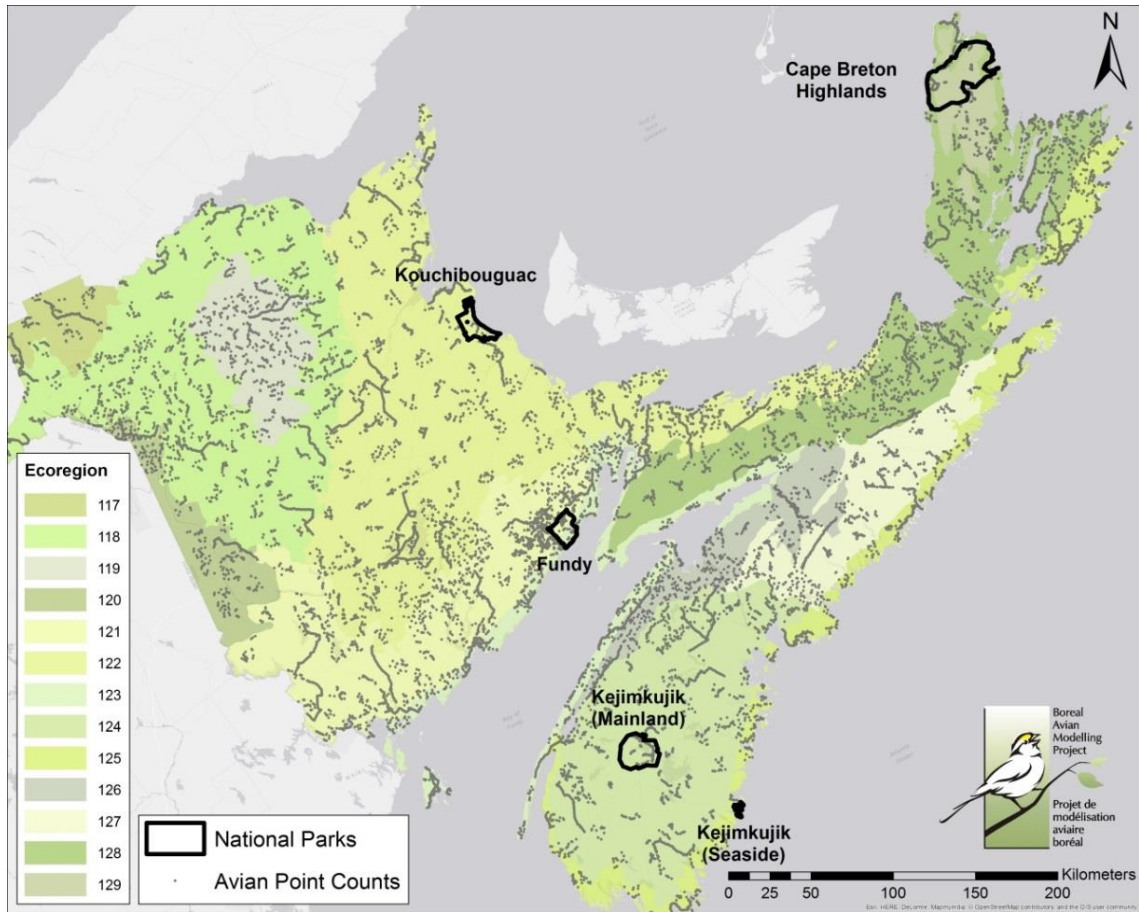 N
Cape Breton
Highlands
Kouchibouguac
Fundy
Kejimkujik
(Mainland)
Kejimkujik
(Seaside)
Ecoregion
117
118
119
120
121
122
123
124
125
126
127
128
129
National Parks
Avian Point Counts
Boreal
Avian
Modelling
Project
Projet de
modélisation
aviaire
boréal
Kilometers
0 25 50 100 150 200